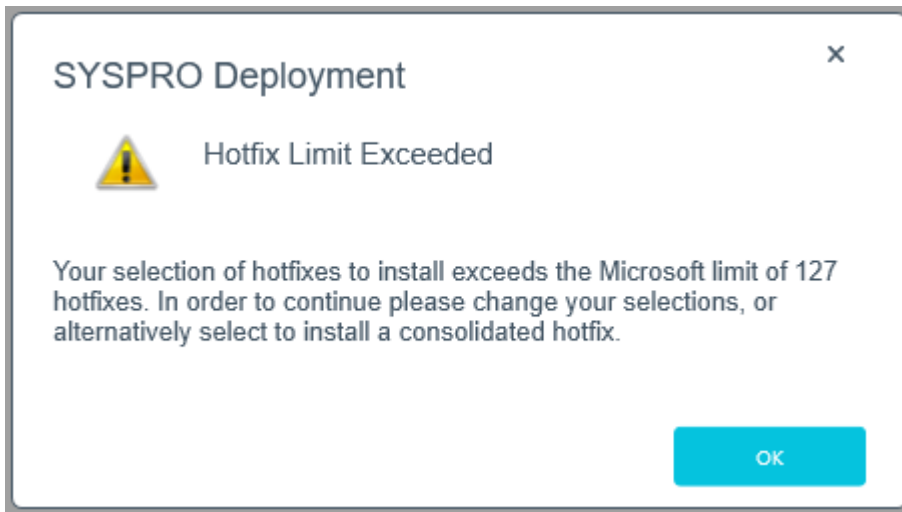 SYSPRO Deployment
Hotfix Limit Exceeded
Your selection of hotfixes to install exceeds the Microsoft limit of 127
hotfixes. In order to continue please change your selections, or
alternatively select to install a consolidated hotfix.
OK